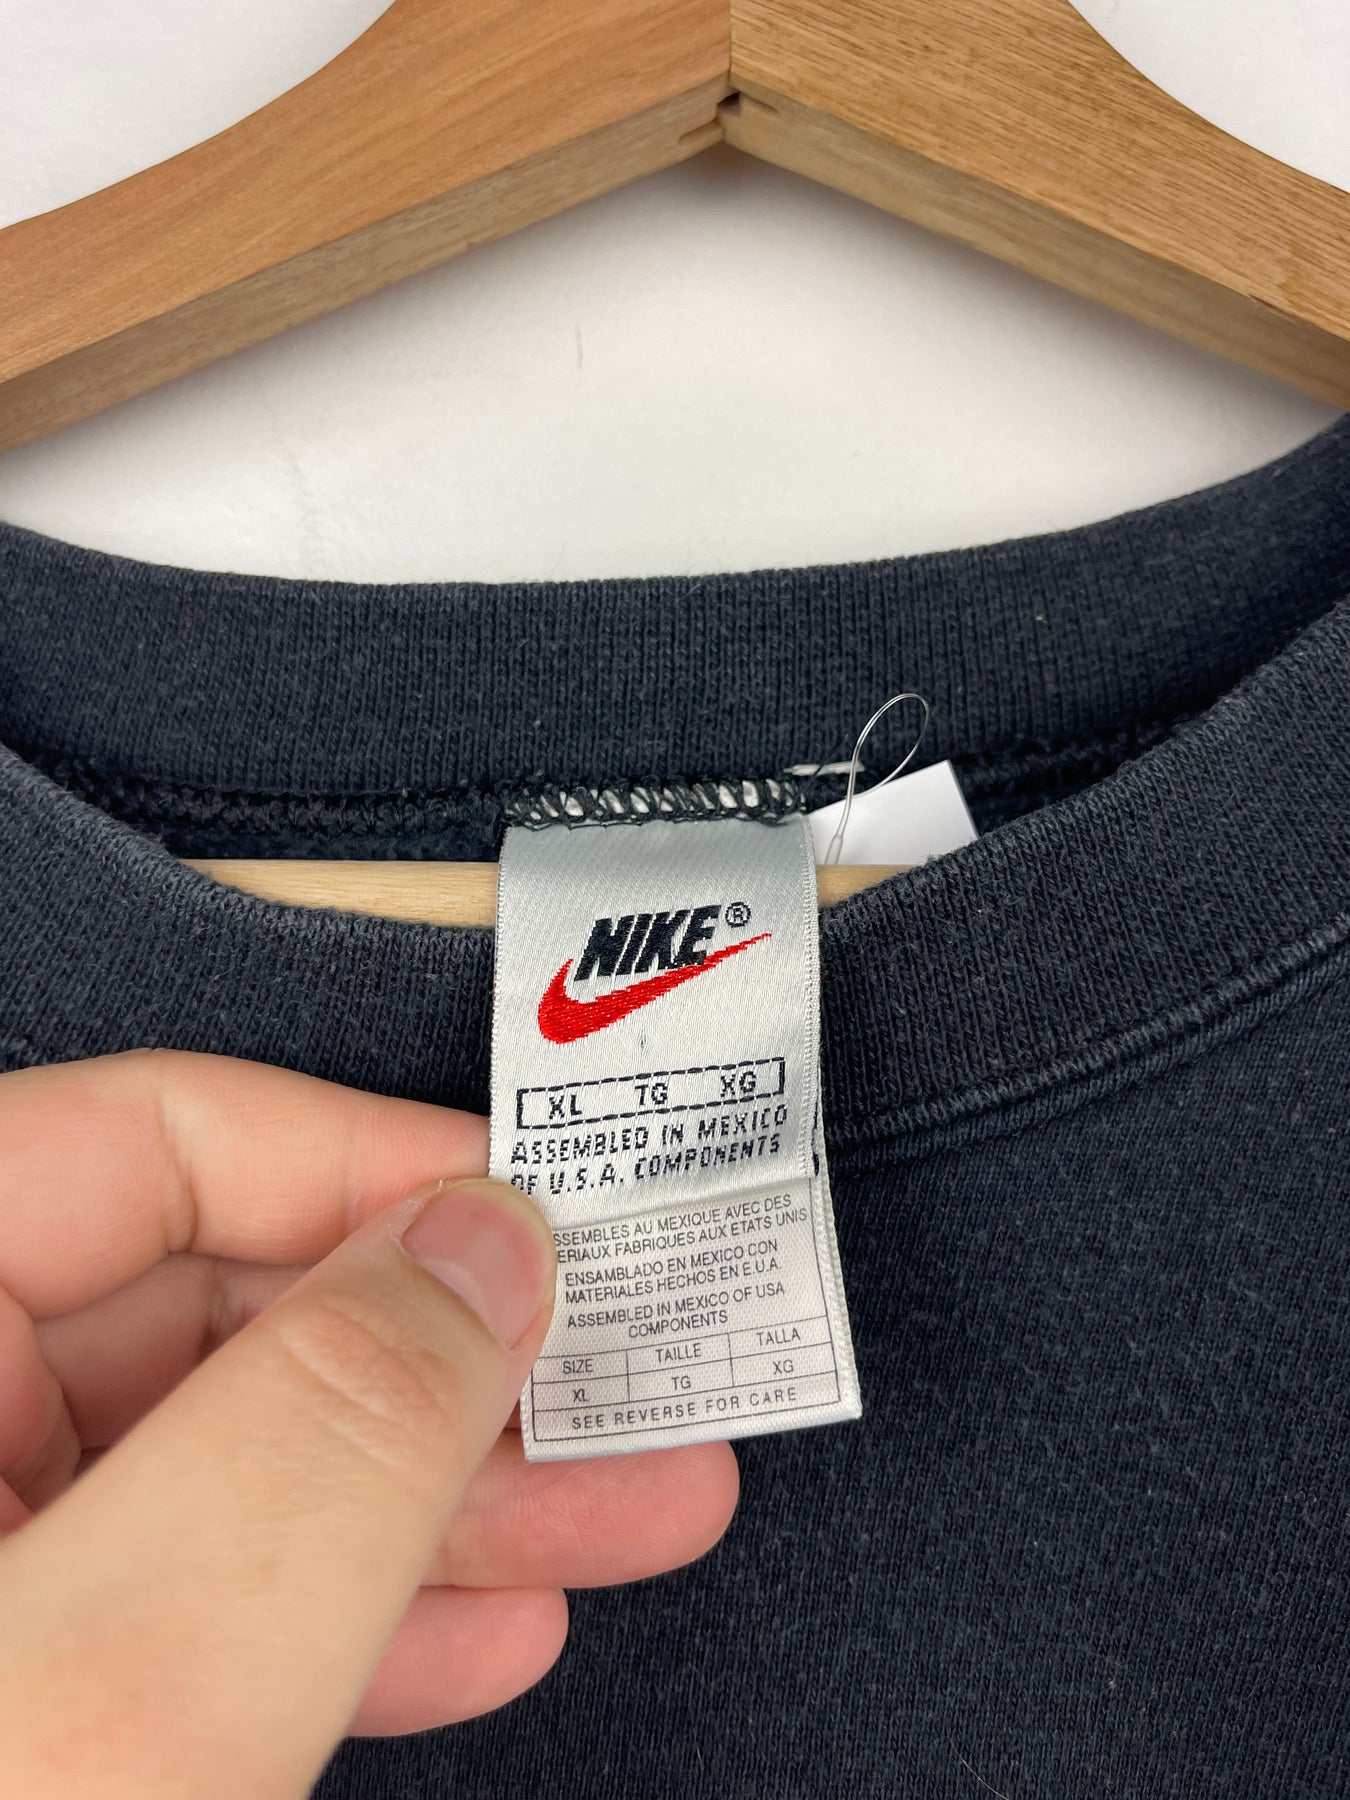 NIKE®
XL TG XG
ASSEMBLED IN MEXICO
OF U.S.A. COMPONENTS
AU MEXIQUE AVEC DES
FABRIQUES AUX ETATS UNIS
ENSAMBLADO EN MEXICO CON
MATERIALES HECHOS EN E.U.A.
ASSEMBLED IN MEXICO OF USA
COMPONENTS
SIZE TAILLE TALLA
XL TG XG
SEE REVERSE FOR CARE